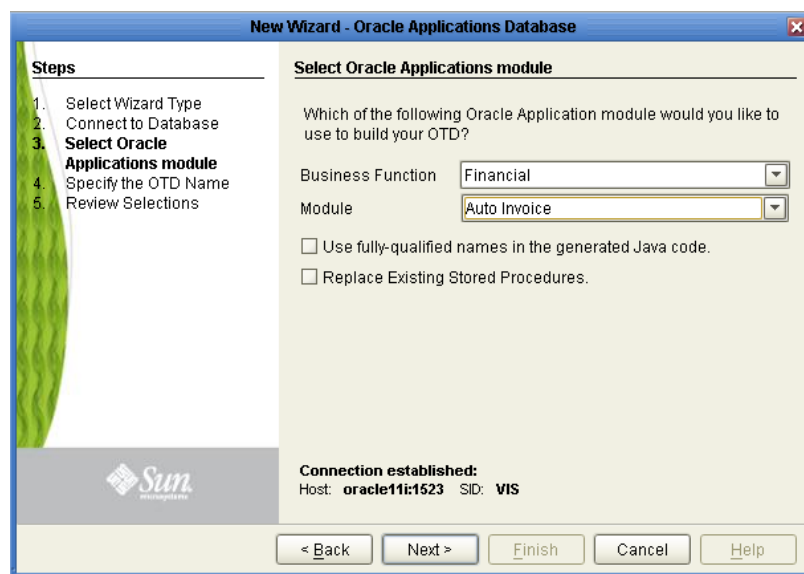 New Wizard - Oracle Applications Database
Steps
1. Select Wizard Type
2. Connect to Database
3. Select Oracle
Applications module
4. Specify the OTD Name
5. Review Selections
Sun
microsystems
Select Oracle Applications module
Which of the following Oracle Application module would you like to
use to build your OTD?
Business Function Financial
Module Auto Invoice
Use fully-qualified names in the generated Java code.
Replace Existing Stored Procedures.
Connection established:
Host: oracle11i:1523 SID: VIS
< Back Next > Finish Cancel Help